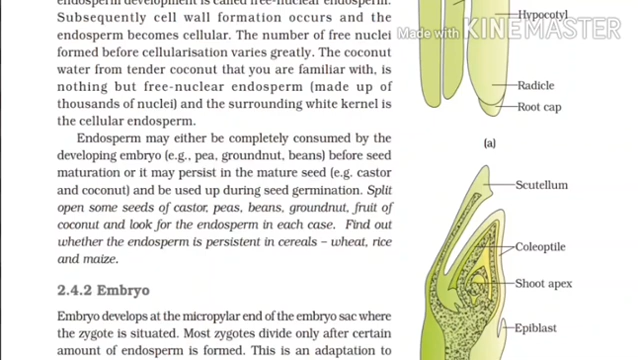 endosperm development is called free-nuclear endosperm.
Subsequently cell wall formation occurs and the
endosperm becomes cellular. The number of free nuclei
formed before cellularisation varies greatly. The coconut
water from tender coconut that you are familiar with, is
nothing but free-nuclear endosperm (made up of
thousands of nuclei) and the surrounding white kernel is
the cellular endosperm.
Endosperm may either be completely consumed by the
developing embryo (e.g., pea, groundnut, beans) before seed
maturation or it may persist in the mature seed (e.g. castor
and coconut) and be used up during seed germination. Split
open some seeds of castor, peas, beans, groundnut, fruit of
coconut and look for the endosperm in each case. Find out
whether the endosperm is persistent in cereals – wheat, rice
and maize.
2.4.2 Embryo
Embryo develops at the micropylar end of the embryo sac where
the zygote is situated. Most zygotes divide only after certain
amount of endosperm is formed. This is an adaptation to
Hypocotyl
Made with KINEMASTER
Radicle
Root cap
(a)
Scutellum
Coleoptile
Shoot apex
Epiblast